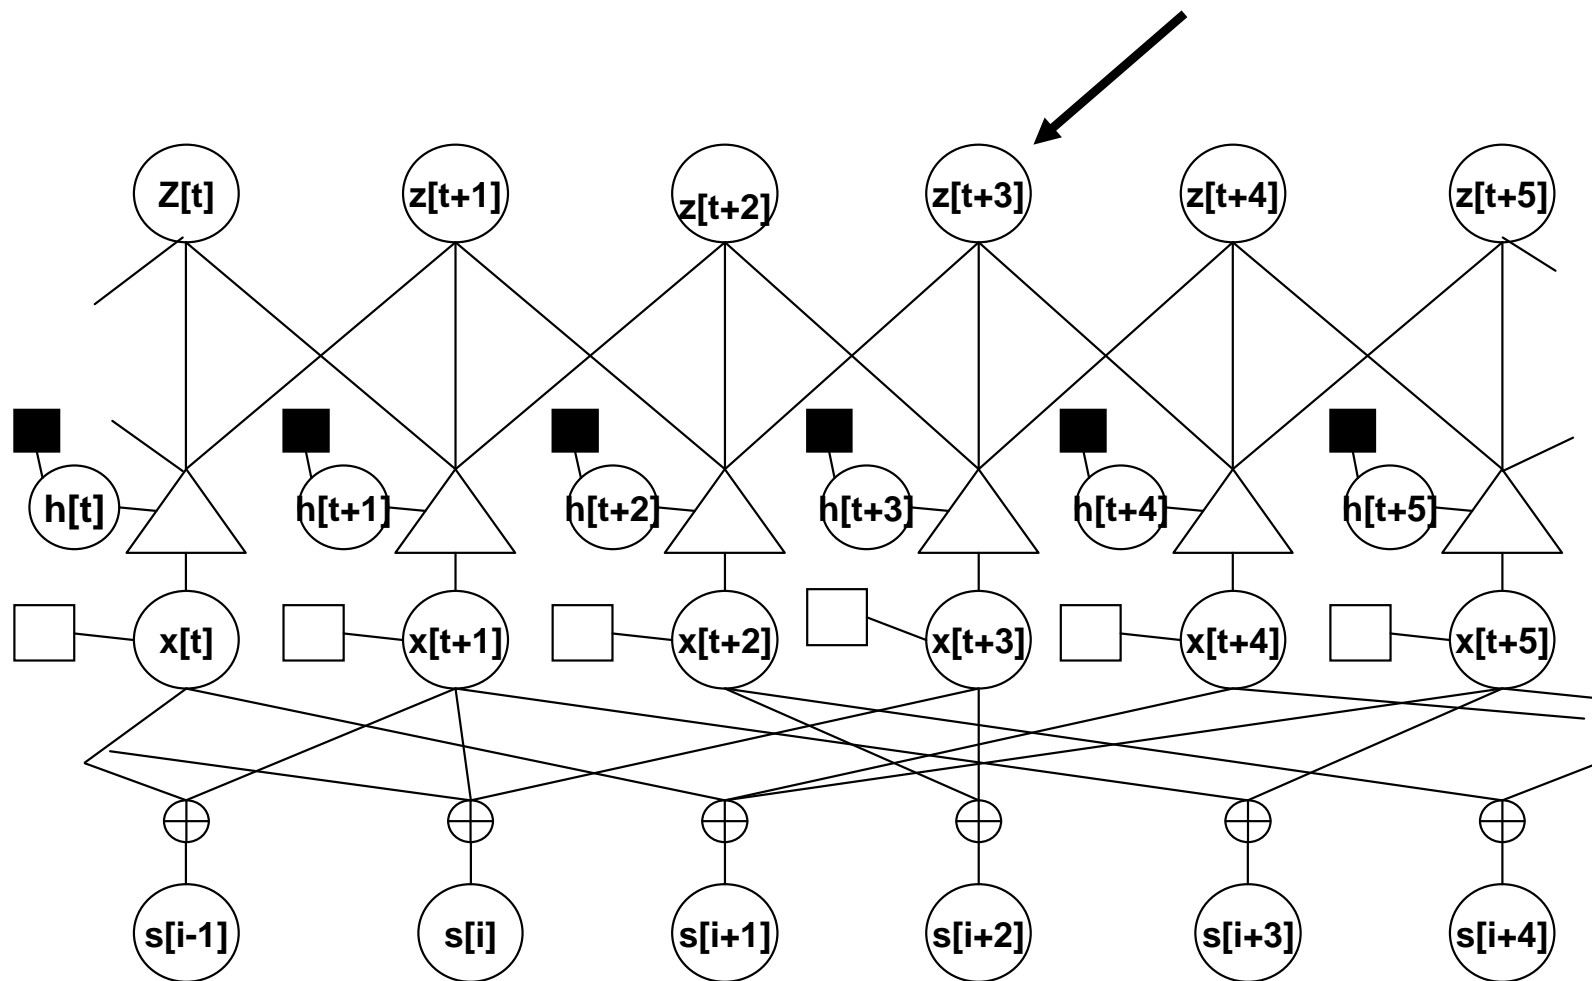 Z[t] z[t+1] z[t+2] z[t+3] z[t+4] z[t+5]
h[t] h[t+1] h[t+2] h[t+3] h[t+4] h[t+5]
x[t] x[t+1] x[t+2] x[t+3] x[t+4] x[t+5]
s[i-1] s[i] s[i+1] s[i+2] s[i+3] s[i+4]